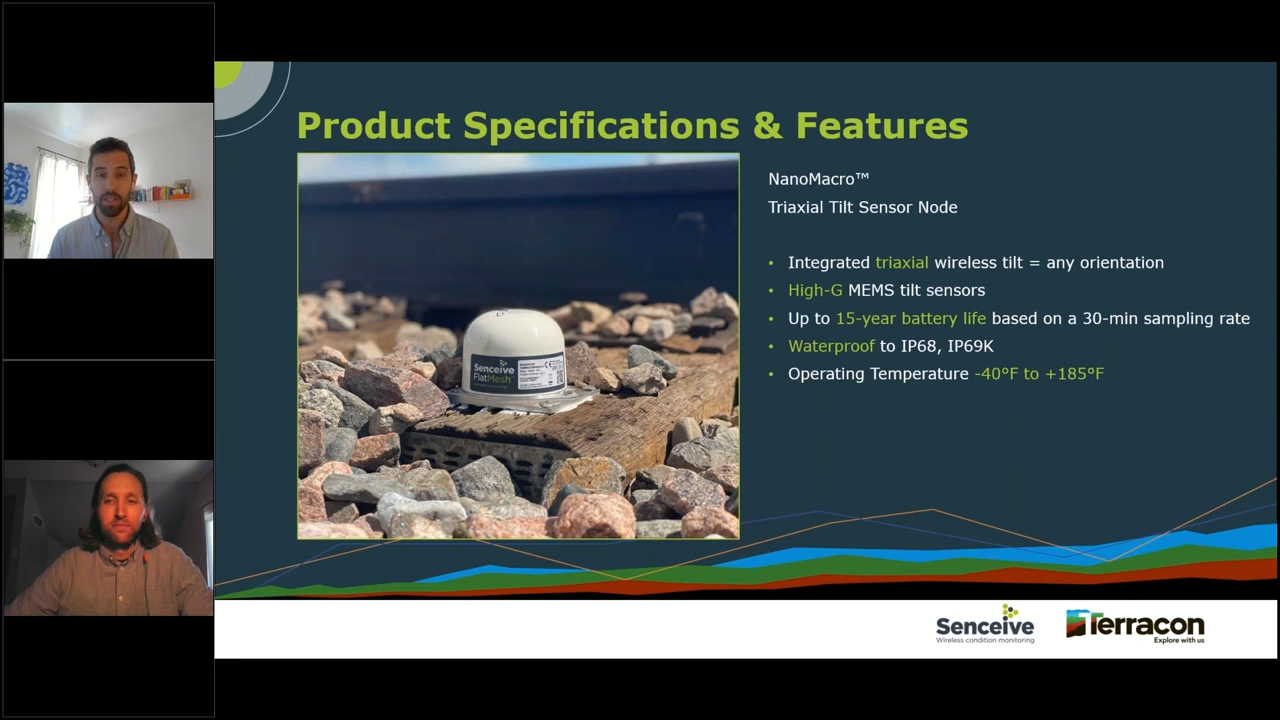 Product Specifications & Features
NanoMacro™
Triaxial Tilt Sensor Node
• Integrated triaxial wireless tilt = any orientation
• High-G MEMS tilt sensors
• Up to 15-year battery life based on a 30-min sampling rate
• Waterproof to IP68, IP69K
• Operating Temperature -40°F to +185°F
Senceive
FlatMesh
Senceive
Wireless condition monitoring
Terracon
Explore with us